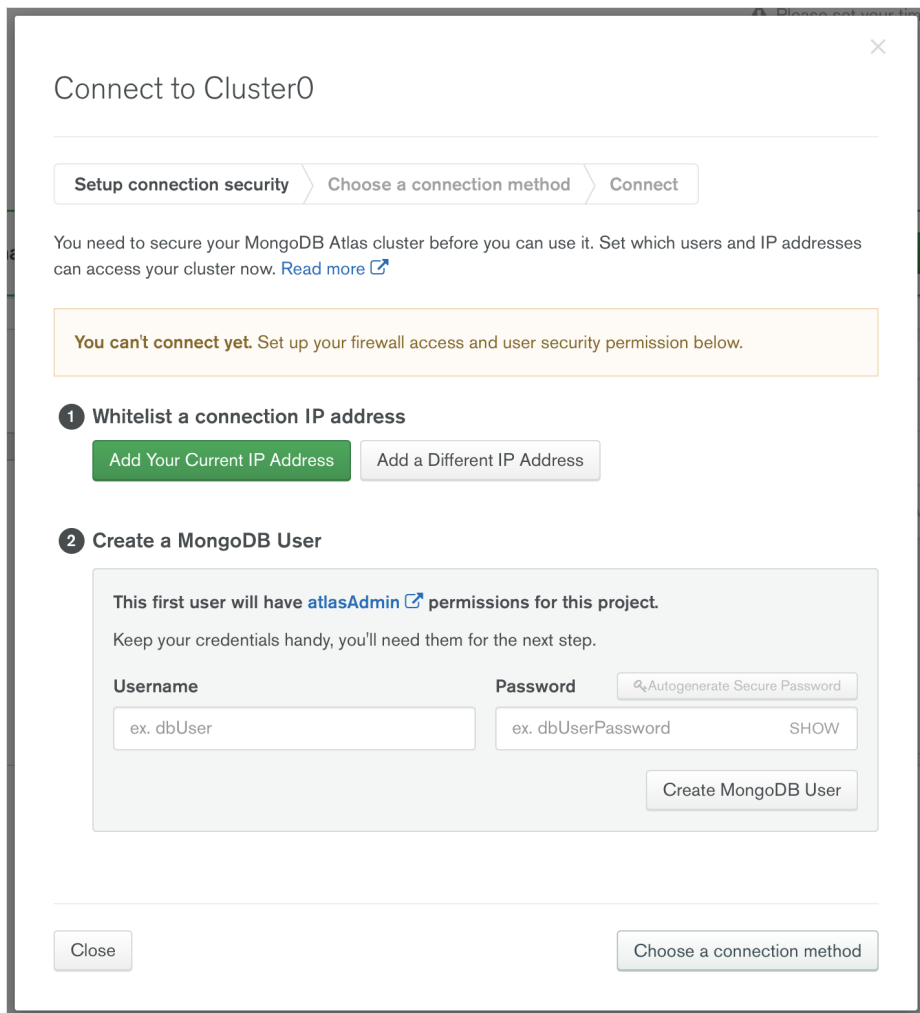 Connect to Cluster0
Setup connection security
Choose a connection method
Connect
You need to secure your MongoDB Atlas cluster before you can use it. Set which users and IP addresses
can access your cluster now. Read more
You can't connect yet. Set up your firewall access and user security permission below.
1 Whitelist a connection IP address
Add Your Current IP Address
Add a Different IP Address
2 Create a MongoDB User
This first user will have atlasAdmin permissions for this project.
Keep your credentials handy, you'll need them for the next step.
Username
Password
Autogenerate Secure Password
ex. dbUser
ex. dbUserPassword
SHOW
Create MongoDB User
Close
Choose a connection method